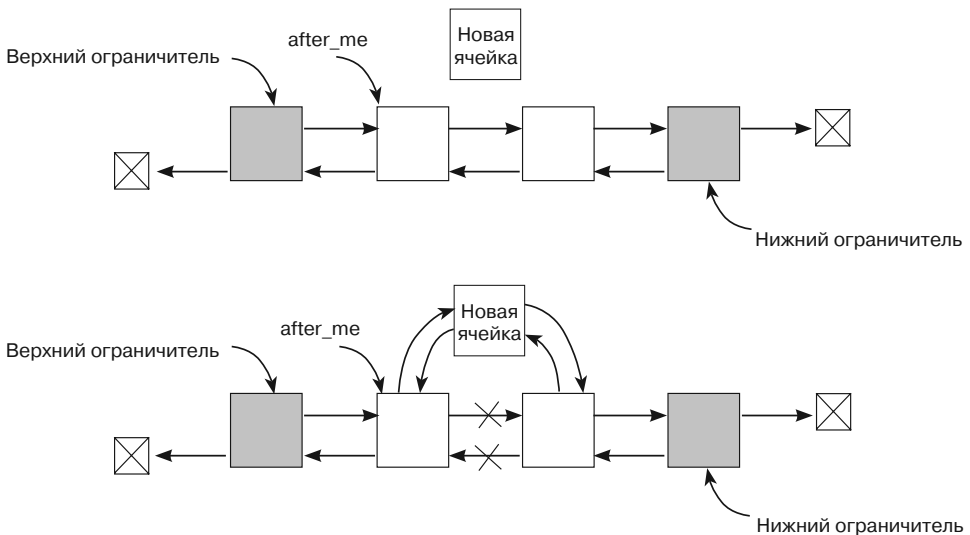 Новая
ячейка
after_me
Верхний ограничитель
Нижний ограничитель
Новая
ячейка
after_me
Верхний ограничитель
Нижний ограничитель